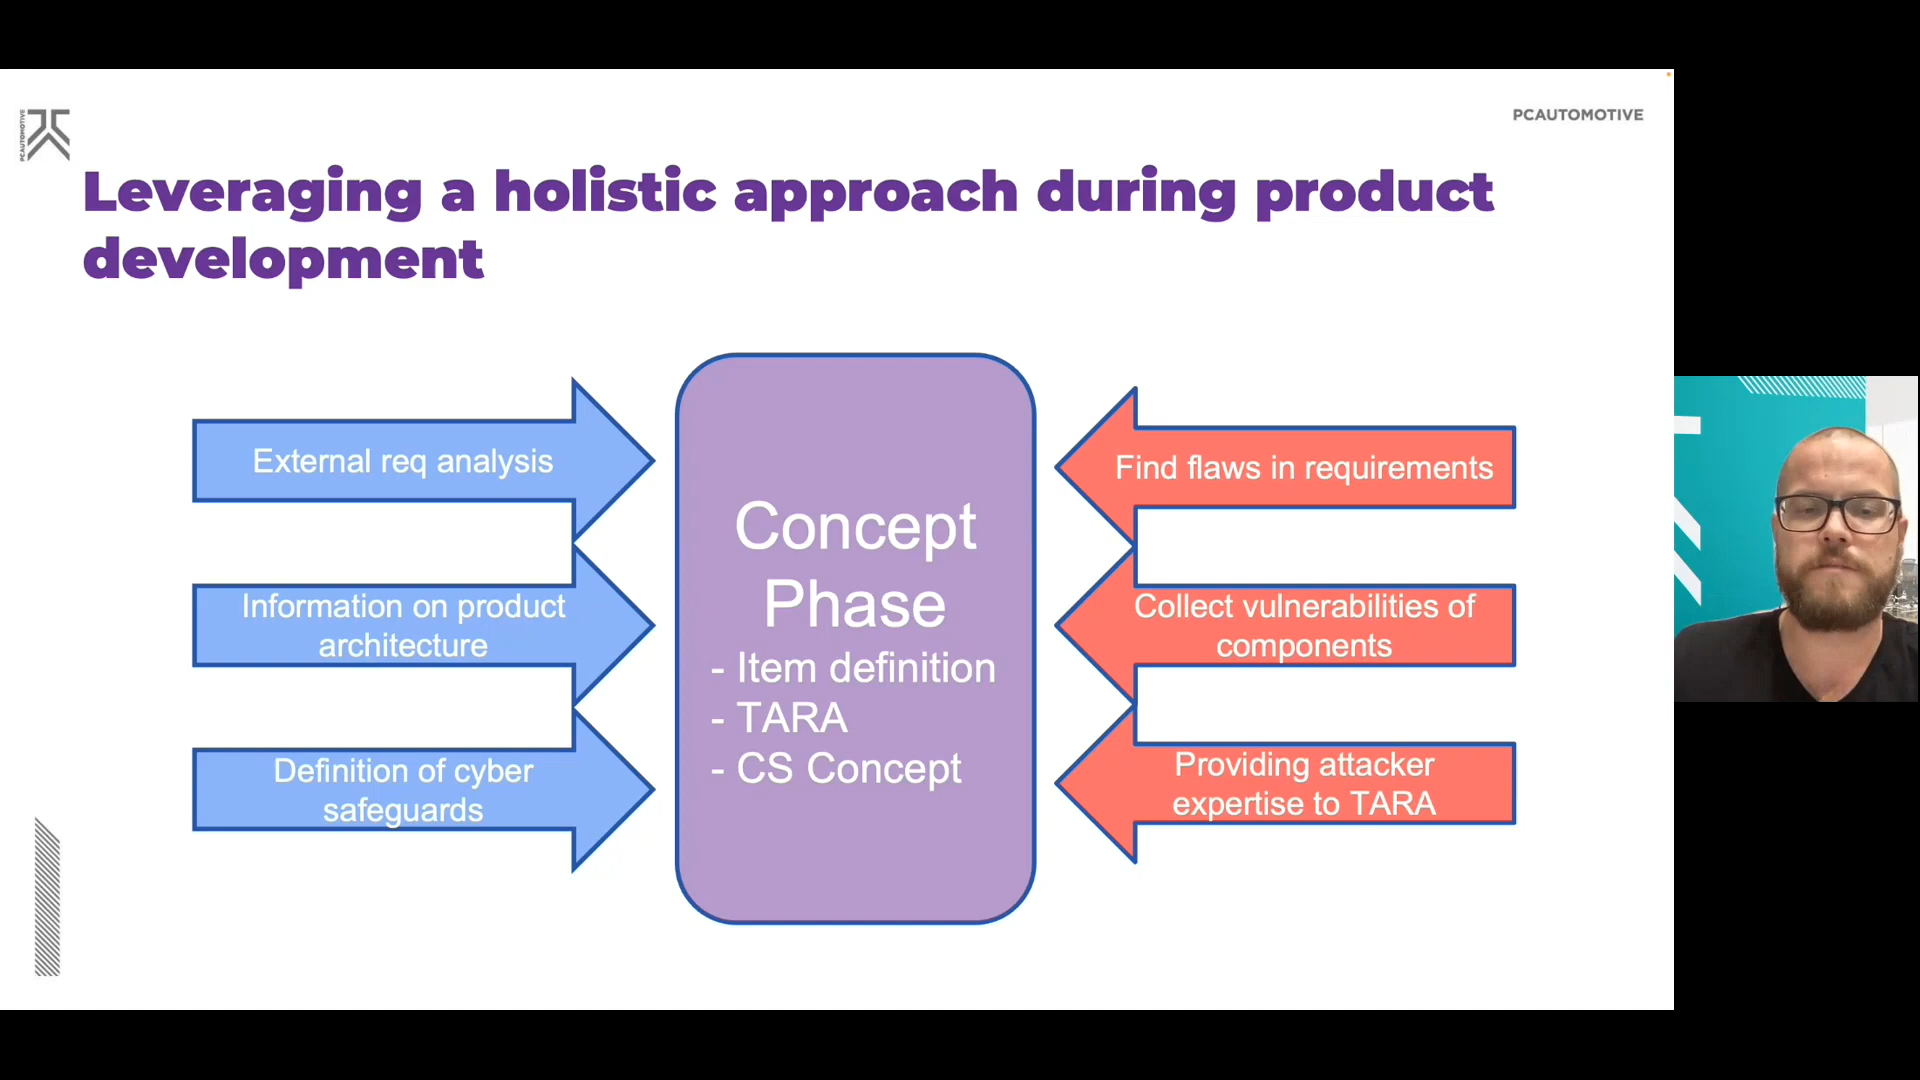 PCAUTOMOTIVE
PCAUTOMOTIVE
Leveraging a holistic approach during product
development
External req analysis
Information on product
architecture
Definition of cyber
safeguards
Concept
Phase
- Item definition
- TARA
- CS Concept
Find flaws in requirements
Collect vulnerabilities of
components
Providing attacker
expertise to TARA